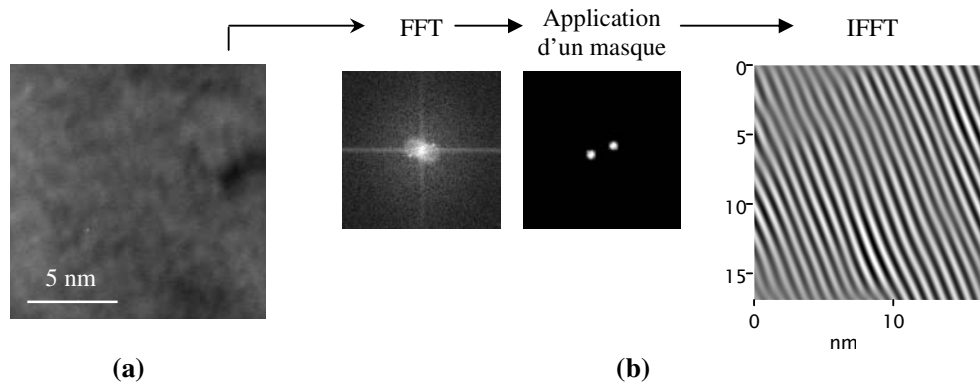 FFT
Application
d'un masque
IFFT
5 nm
0
5
10
15
0
10
nm
(a)
(b)